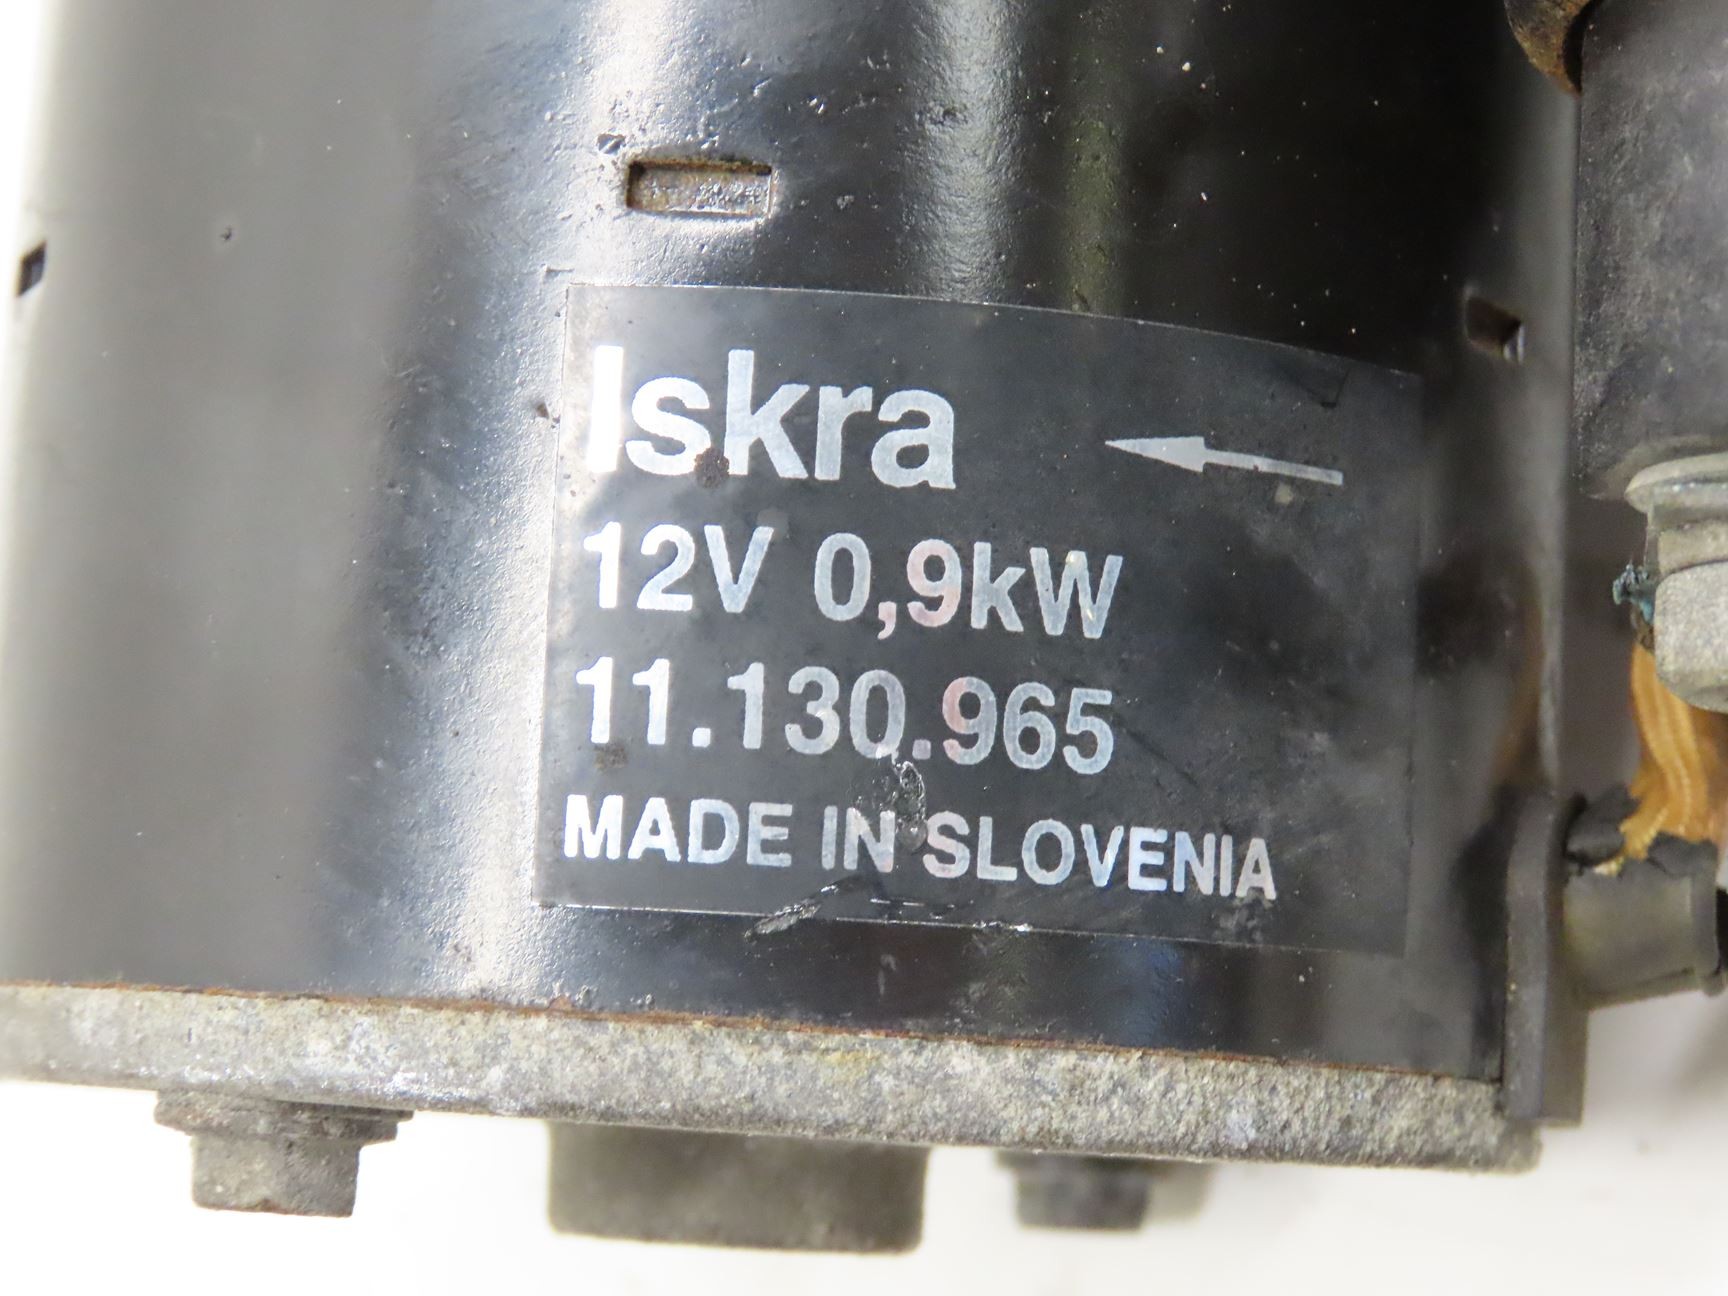 Iskra
12V 0,9kW
11.130.965
MADE IN SLOVENIA